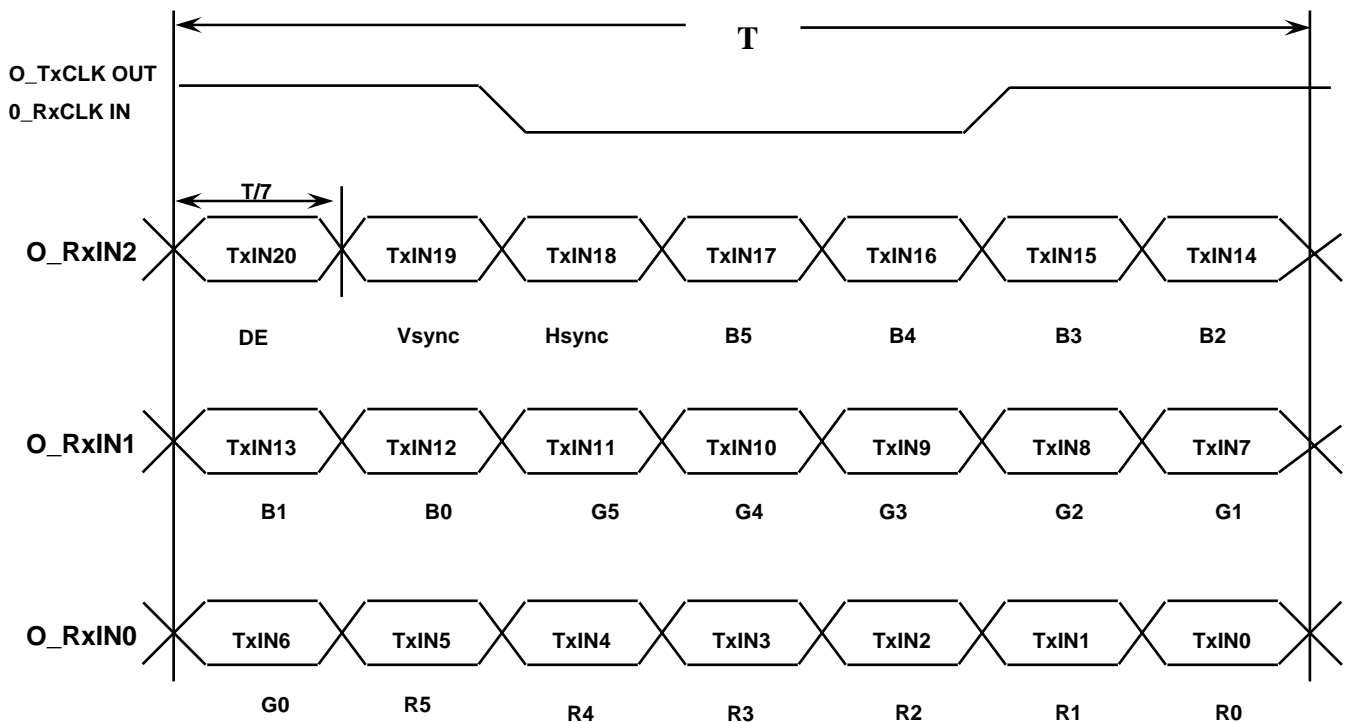 T
O_TxCLK OUT
0_RxCLK IN
T/7
O_RxIN2 TxIN20 TxIN19 TxIN18 TxIN17 TxIN16 TxIN15 TxIN14
DE Vsync Hsync B5 B4 B3 B2
O_RxIN1 TxIN13 TxIN12 TxIN11 TxIN10 TxIN9 TxIN8 TxIN7
B1 B0 G5 G4 G3 G2 G1
O_RxIN0 TxIN6 TxIN5 TxIN4 TxIN3 TxIN2 TxIN1 TxIN0
G0 R5 R4 R3 R2 R1 R0